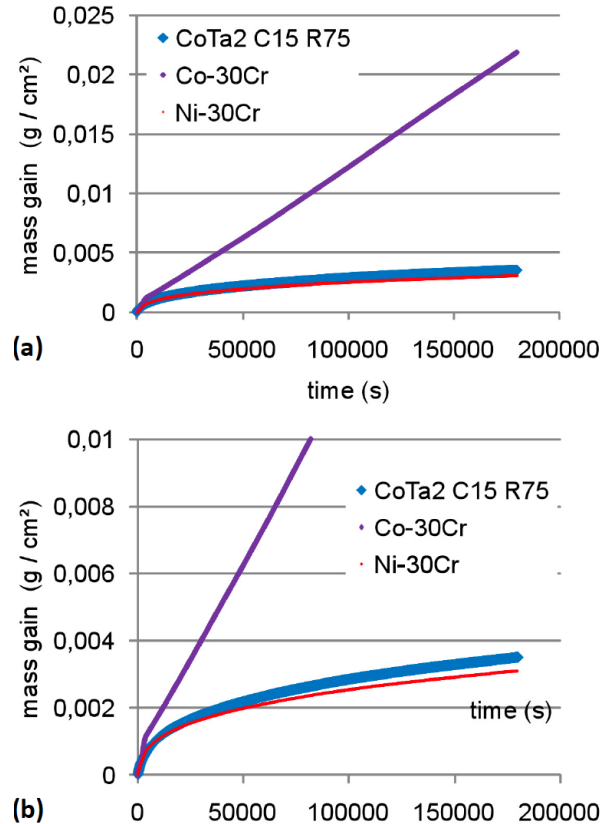 0,025
CoTa2 C15 R75
Co-30Cr
Ni-30Cr
0,02
0,015
0,01
0,005
0
mass gain (g / cm²)
0 50000 100000 150000 200000
(a)
time (s)
0,01
CoTa2 C15 R75
Co-30Cr
Ni-30Cr
0,008
0,006
0,004
0,002
0
mass gain (g / cm²)
time (s)
0 50000 100000 150000 200000
(b)